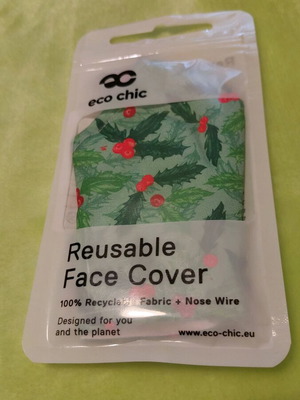 eco chic
Reusable
Face Cover
100% Recycled Fabric + Nose Wire
Designed for you
and the planet
www.eco-chic.eu